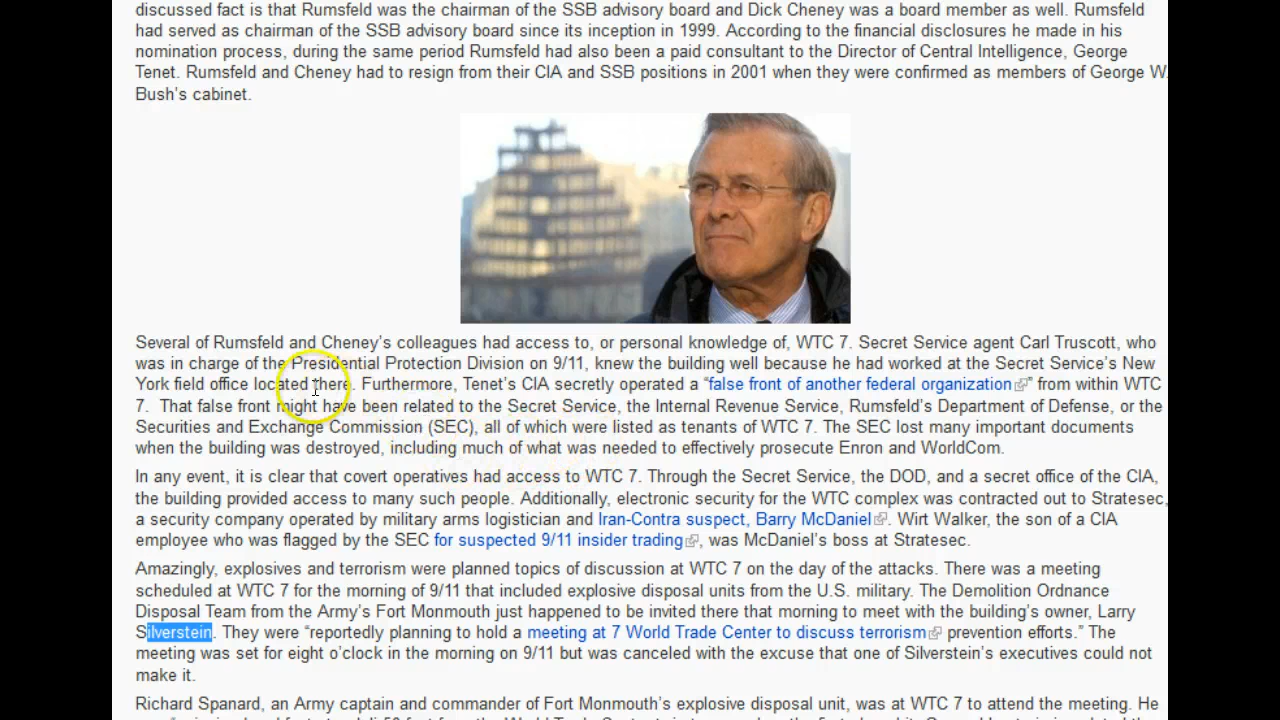 discussed fact is that Rumsfeld was the chairman of the SSB advisory board and Dick Cheney was a board member as well. Rumsfeld
had served as chairman of the SSB advisory board since its inception in 1999. According to the financial disclosures he made in his
nomination process, during the same period Rumsfeld had also been a paid consultant to the Director of Central Intelligence, George
Tenet. Rumsfeld and Cheney had to resign from their CIA and SSB positions in 2001 when they were confirmed as members of George W.
Bush's cabinet.
Several of Rumsfeld and Cheney's colleagues had access to, or personal knowledge of, WTC 7. Secret Service agent Carl Truscott, who
was in charge of the Presidential Protection Division on 9/11, knew the building well because he had worked at the Secret Service's New
York field office located there. Furthermore, Tenet's CIA secretly operated a “false front of another federal organization” from within WTC
7. That false front might have been related to the Secret Service, the Internal Revenue Service, Rumsfeld's Department of Defense, or the
Securities and Exchange Commission (SEC), all of which were listed as tenants of WTC 7. The SEC lost many important documents
when the building was destroyed, including much of what was needed to effectively prosecute Enron and WorldCom.
In any event, it is clear that covert operatives had access to WTC 7. Through the Secret Service, the DOD, and a secret office of the CIA,
the building provided access to many such people. Additionally, electronic security for the WTC complex was contracted out to Stratesec,
a security company operated by military arms logistician and Iran-Contra suspect, Barry McDaniel. Wirt Walker, the son of a CIA
employee who was flagged by the SEC for suspected 9/11 insider trading, was McDaniel's boss at Stratesec.
Amazingly, explosives and terrorism were planned topics of discussion at WTC 7 on the day of the attacks. There was a meeting
scheduled at WTC 7 for the morning of 9/11 that included explosive disposal units from the U.S. military. The Demolition Ordnance
Disposal Team from the Army's Fort Monmouth just happened to be invited there that morning to meet with the building's owner, Larry
Silverstein. They were “reportedly planning to hold a meeting at 7 World Trade Center to discuss terrorism prevention efforts.” The
meeting was set for eight o'clock in the morning on 9/11 but was canceled with the excuse that one of Silverstein's executives could not
make it.
Richard Spanard, an Army captain and commander of Fort Monmouth's explosive disposal unit, was at WTC 7 to attend the meeting. He